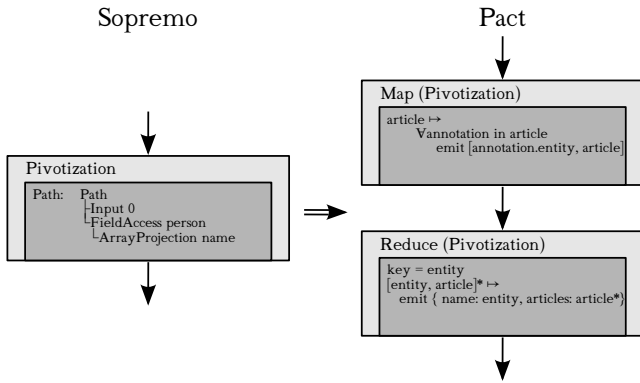 Sopremo
Pivotization
Path: Path
├Input 0
└FieldAccess person
└ArrayProjection name
Pact
Map (Pivotization)
article ↦
∀annotation in article
emit [annotation.entity, article]
Reduce (Pivotization)
key = entity
[entity, article]* ↦
emit { name: entity, articles: article*}